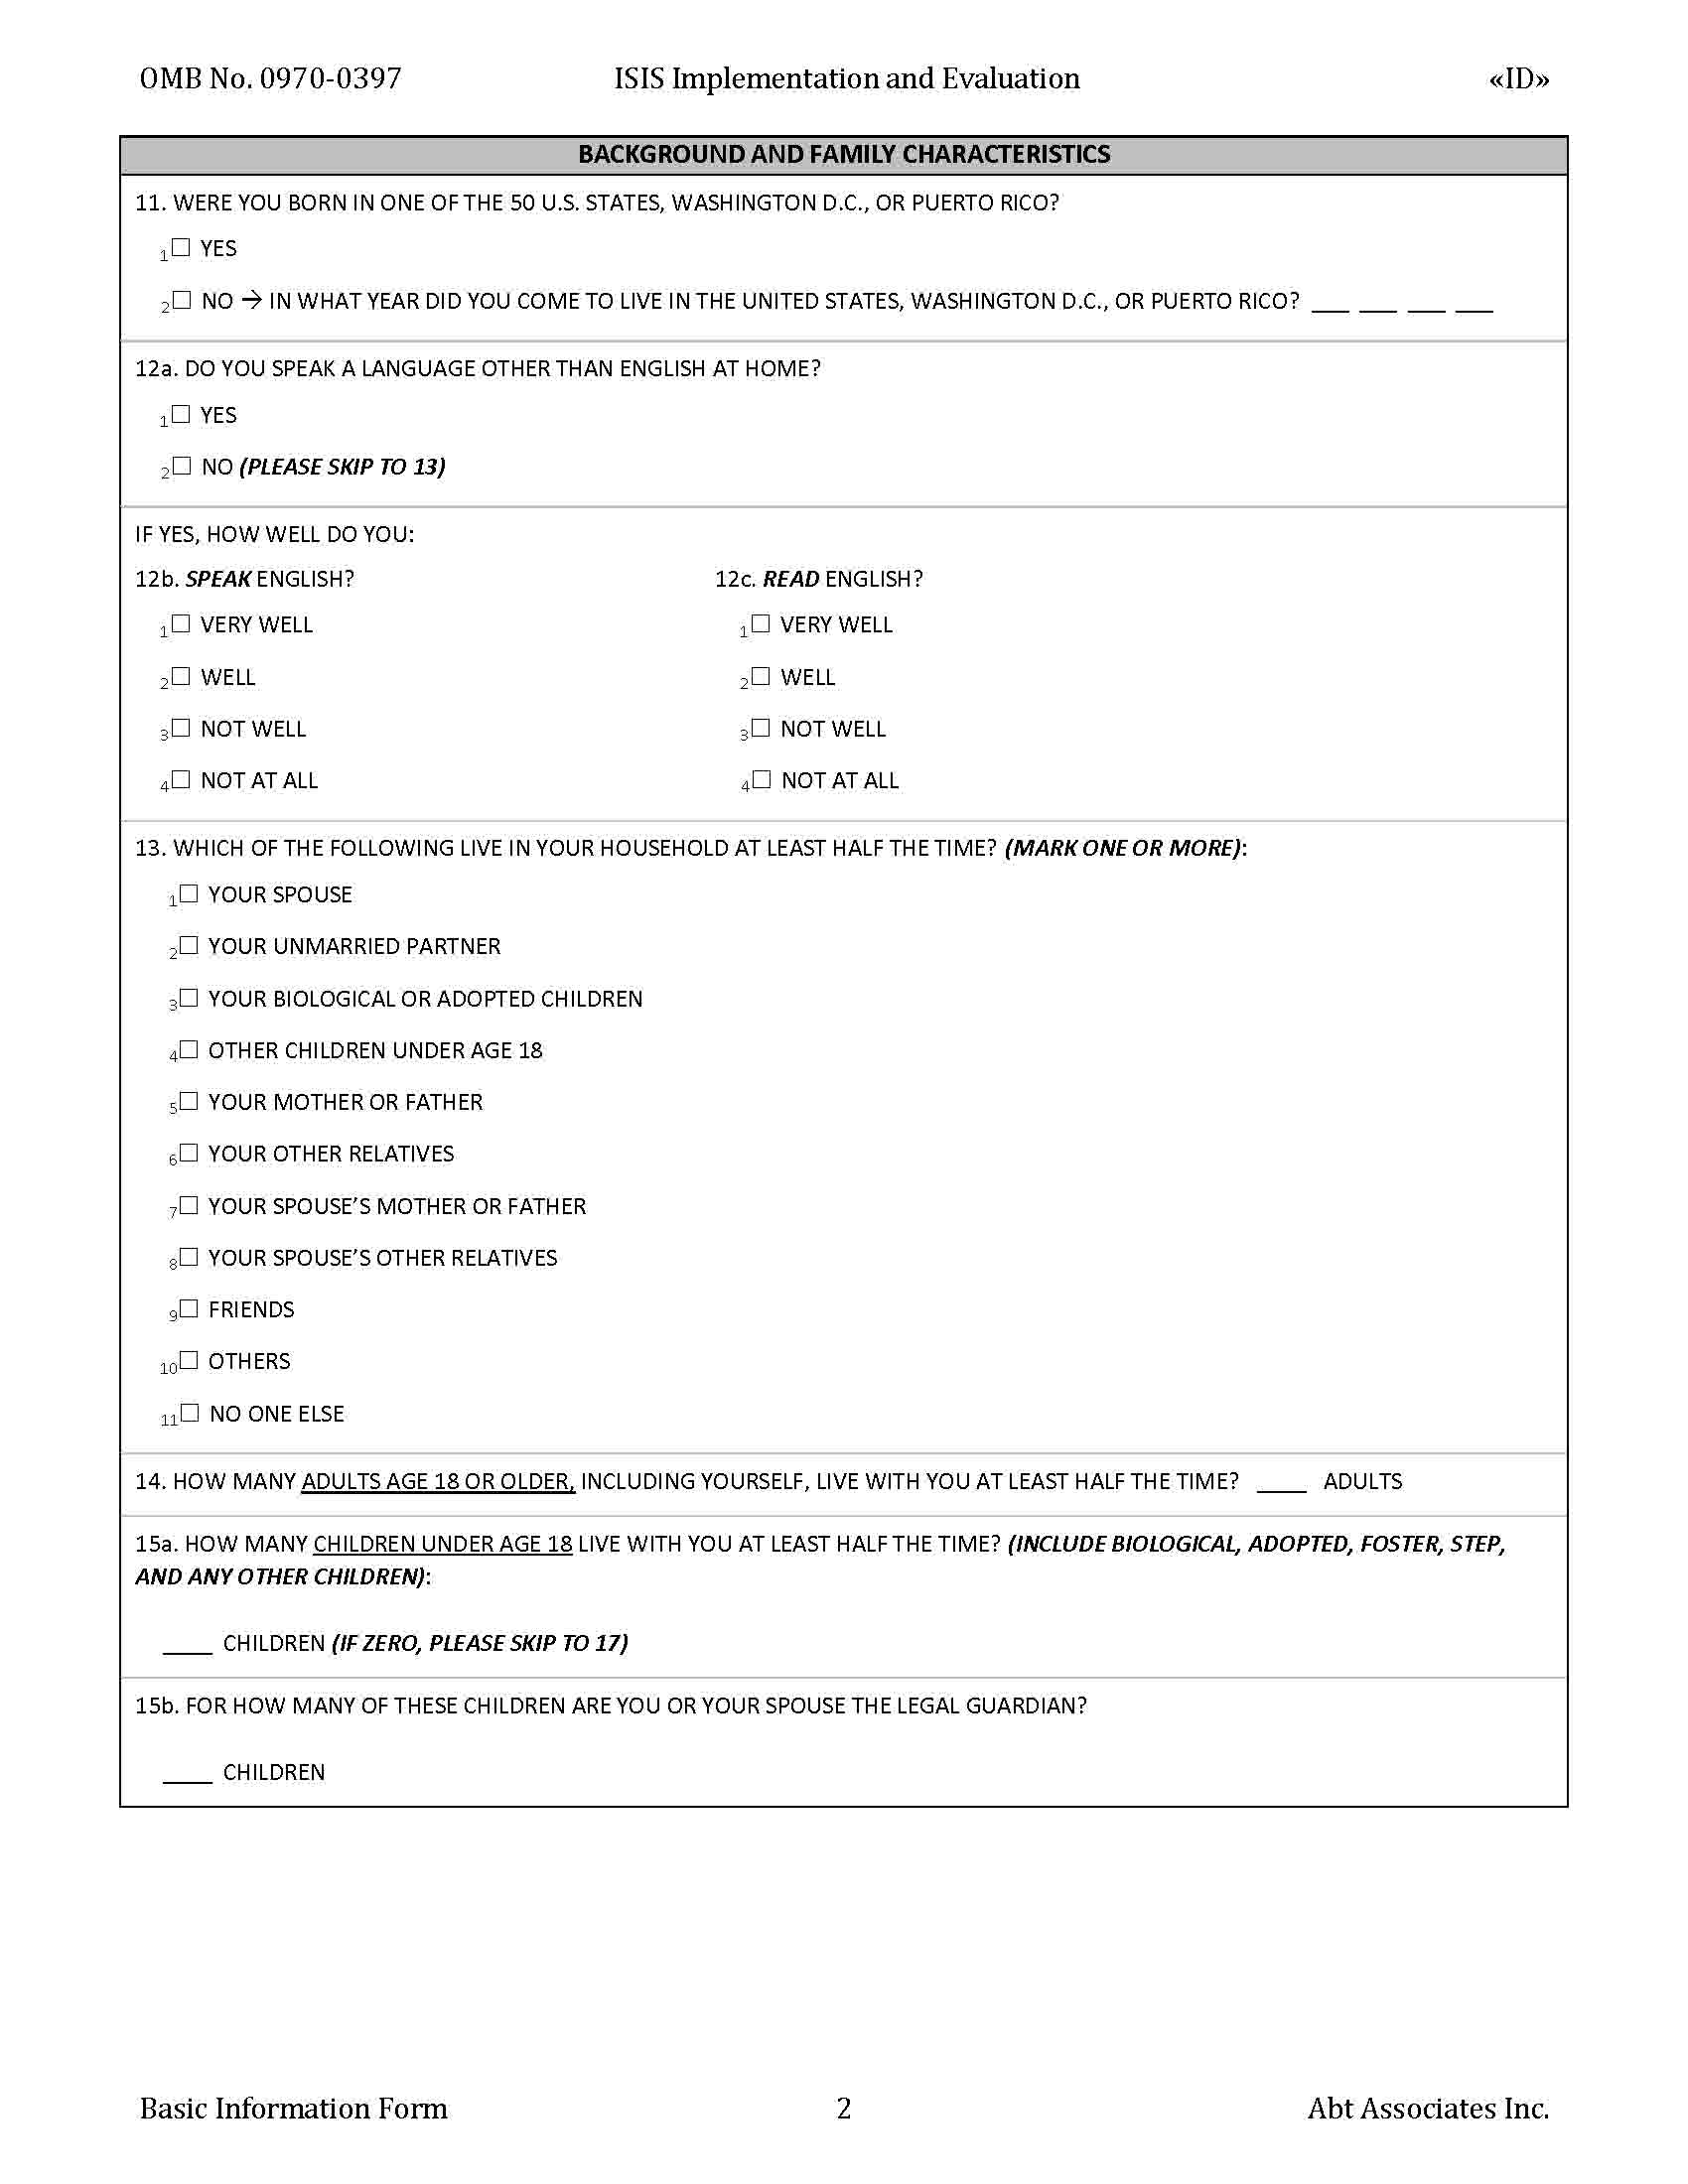 OMB No. 0970-0397 ISIS Implementation and Evaluation «ID»
BACKGROUND AND FAMILY CHARACTERISTICS
11. WERE YOU BORN IN ONE OF THE 50 U.S. STATES, WASHINGTON D.C., OR PUERTO RICO?
1☐ YES
2☐ NO → IN WHAT YEAR DID YOU COME TO LIVE IN THE UNITED STATES, WASHINGTON D.C., OR PUERTO RICO? ___ ___ ___ ___
12a. DO YOU SPEAK A LANGUAGE OTHER THAN ENGLISH AT HOME?
1☐ YES
2☐ NO (PLEASE SKIP TO 13)
IF YES, HOW WELL DO YOU:
12b. SPEAK ENGLISH? 12c. READ ENGLISH?
1☐ VERY WELL 1☐ VERY WELL
2☐ WELL 2☐ WELL
3☐ NOT WELL 3☐ NOT WELL
4☐ NOT AT ALL 4☐ NOT AT ALL
13. WHICH OF THE FOLLOWING LIVE IN YOUR HOUSEHOLD AT LEAST HALF THE TIME? (MARK ONE OR MORE):
1☐ YOUR SPOUSE
2☐ YOUR UNMARRIED PARTNER
3☐ YOUR BIOLOGICAL OR ADOPTED CHILDREN
4☐ OTHER CHILDREN UNDER AGE 18
5☐ YOUR MOTHER OR FATHER
6☐ YOUR OTHER RELATIVES
7☐ YOUR SPOUSE’S MOTHER OR FATHER
8☐ YOUR SPOUSE’S OTHER RELATIVES
9☐ FRIENDS
10☐ OTHERS
11☐ NO ONE ELSE
14. HOW MANY ADULTS AGE 18 OR OLDER, INCLUDING YOURSELF, LIVE WITH YOU AT LEAST HALF THE TIME? ____ ADULTS
15a. HOW MANY CHILDREN UNDER AGE 18 LIVE WITH YOU AT LEAST HALF THE TIME? (INCLUDE BIOLOGICAL, ADOPTED, FOSTER, STEP,
AND ANY OTHER CHILDREN):
____ CHILDREN (IF ZERO, PLEASE SKIP TO 17)
15b. FOR HOW MANY OF THESE CHILDREN ARE YOU OR YOUR SPOUSE THE LEGAL GUARDIAN?
____ CHILDREN
Basic Information Form 2 Abt Associates Inc.